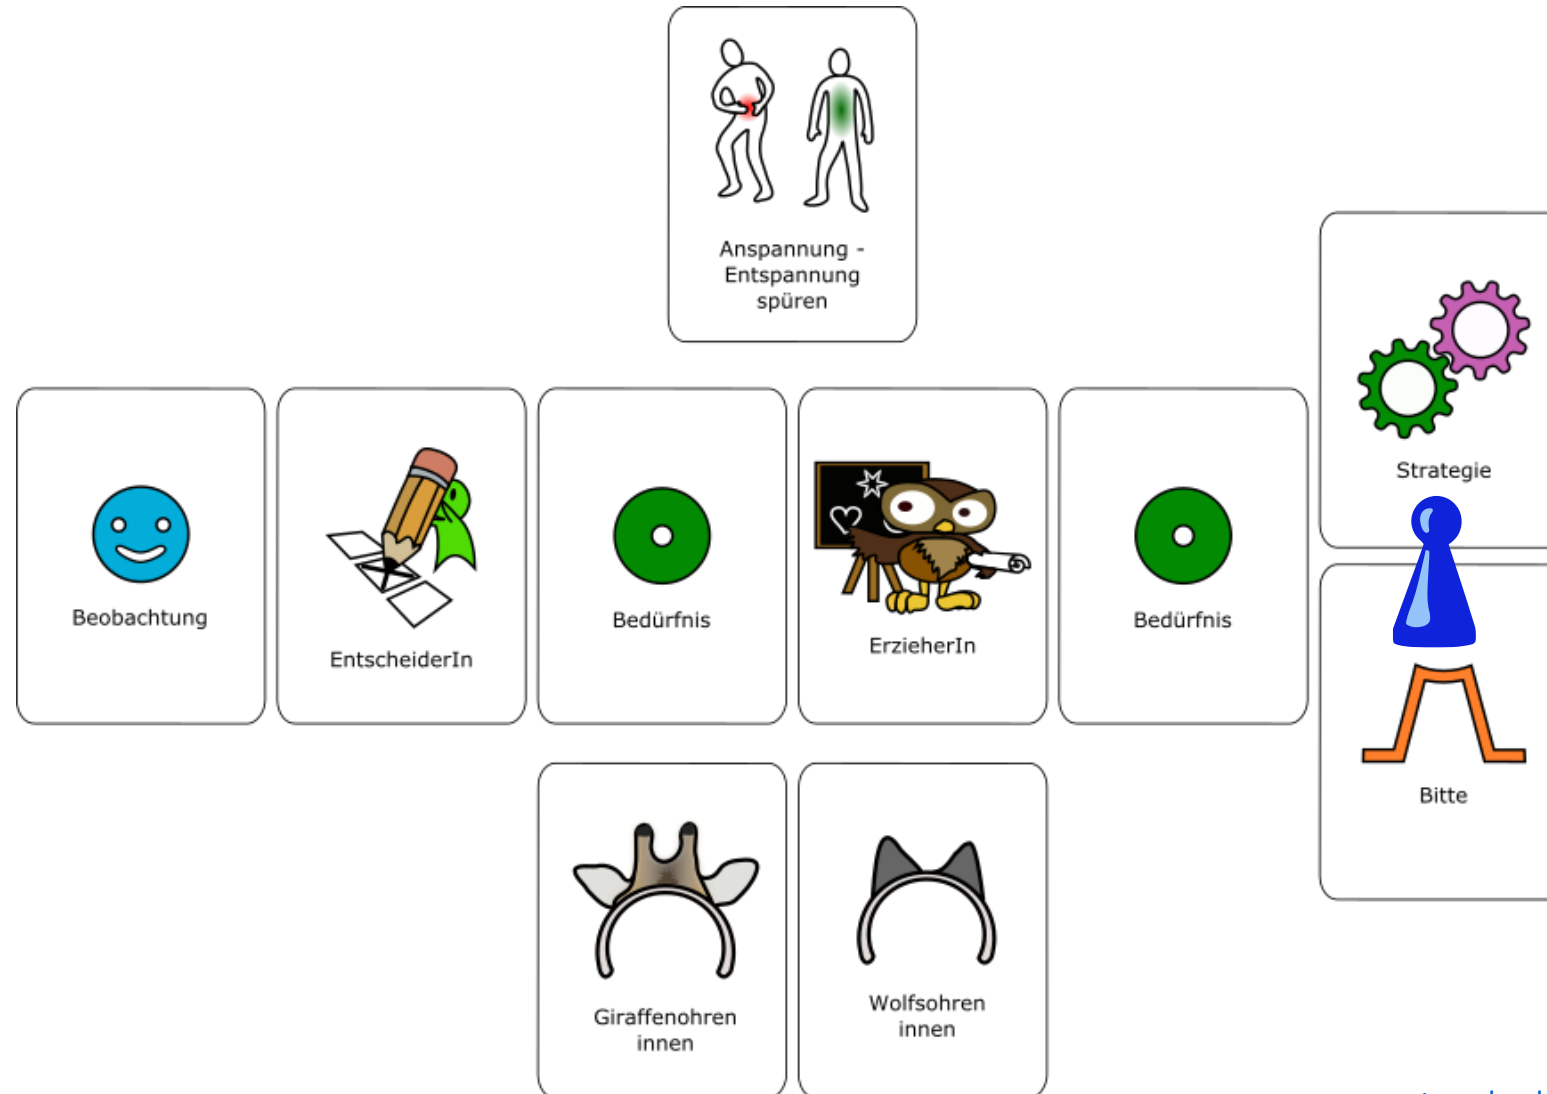 Anspannung -
Entspannung
spüren
Strategie
Beobachtung
EntscheiderIn
Bedürfnis
ErzieherIn
Bedürfnis
Bitte
Giraffenohren
innen
Wolfsohren
innen